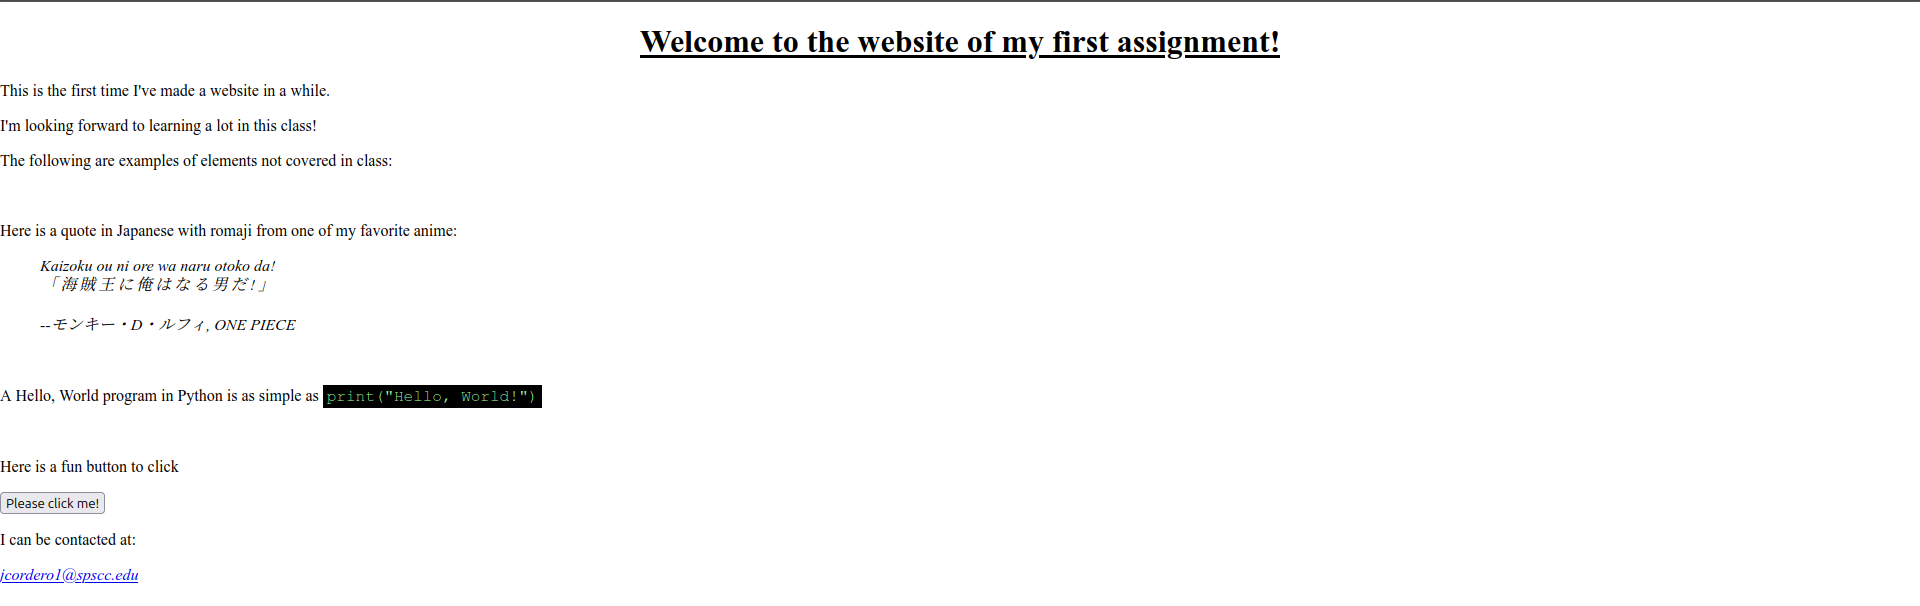 Welcome to the website of my first assignment!
This is the first time I've made a website in a while.
I'm looking forward to learning a lot in this class!
The following are examples of elements not covered in class:
Here is a quote in Japanese with romaji from one of my favorite anime:
Kaizoku ou ni ore wa naru otoko da!
「海賊王に俺はなる男だ!」
--モンキー・D・ルフィ, ONE PIECE
A Hello, World program in Python is as simple as print("Hello, World!")
Here is a fun button to click
Please click me!
I can be contacted at:
jcordero1@spscc.edu